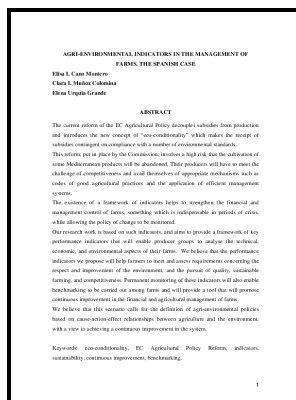 AGRI-ENVIRONMENTAL INDICATORS IN THE MANAGEMENT OF
FARMS. THE SPANISH CASE
Elisa I. Cano Montero
Clara I. Muñoz Colomina
Elena Urquía Grande
ABSTRACT
The current reform of the EC Agricultural Policy decouples subsidies from production
and introduces the new concept of "eco-conditionality" which makes the receipt of
subsidies contingent on compliance with a number of environmental standards.
This reform, put in place by the Commission, involves a high risk that the cultivation of
some Mediterranean products will be abandoned. Their producers will have to meet the
challenge of competitiveness and avail themselves of appropriate mechanisms such as
codes of good agricultural practices and the application of efficient management
systems.
The existence of a framework of indicators helps to strengthen the financial and
management control of farms, something which is indispensable in periods of crisis,
while allowing the policy of change to be monitored.
Our research work is based on such indicators, and aims to provide a framework of key
performance indicators that will enable producer groups to analyse the technical,
economic, and environmental aspects of their farms. We believe that the performance
indicators we propose will help farmers to meet and assess requirements concerning the
respect and improvement of the environment, and the pursuit of quality, sustainable
farming, and competitiveness. Permanent monitoring of these indicators will also enable
benchmarking to be carried out among farms and will provide a tool that will promote
continuous improvement in the financial and agricultural management of farms.
We believe that this scenario calls for the definition of agri-environmental policies
based on cause-action-effect relationships between agriculture and the environment,
with a view to achieving a continuous improvement in the system.
Keywords: eco-conditionality, EC Agricultural Policy Reform, indicators,
sustainability, continuous improvement, benchmarking.
1